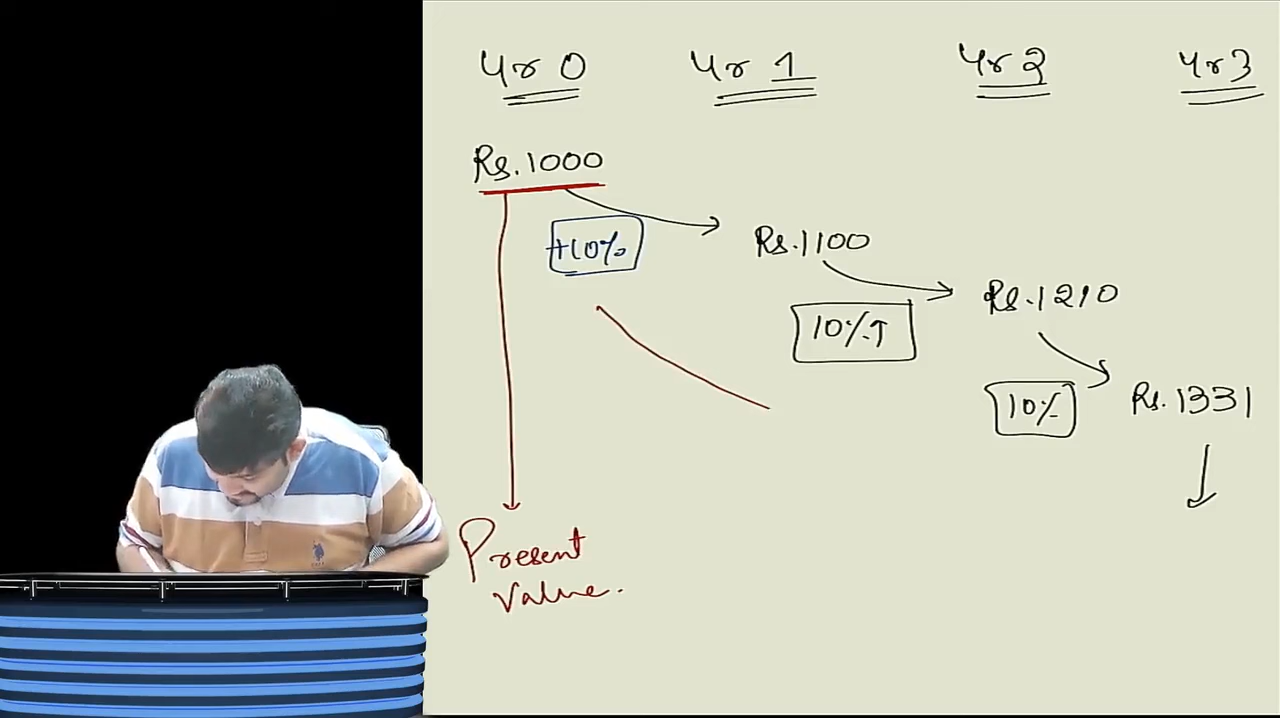 Yr 0 Yr 1 Yr 2 Yr 3
Rs.1000
+10% Rs.1100
Rs.1210
10%↑
10% Rs.1331
Present
Value.